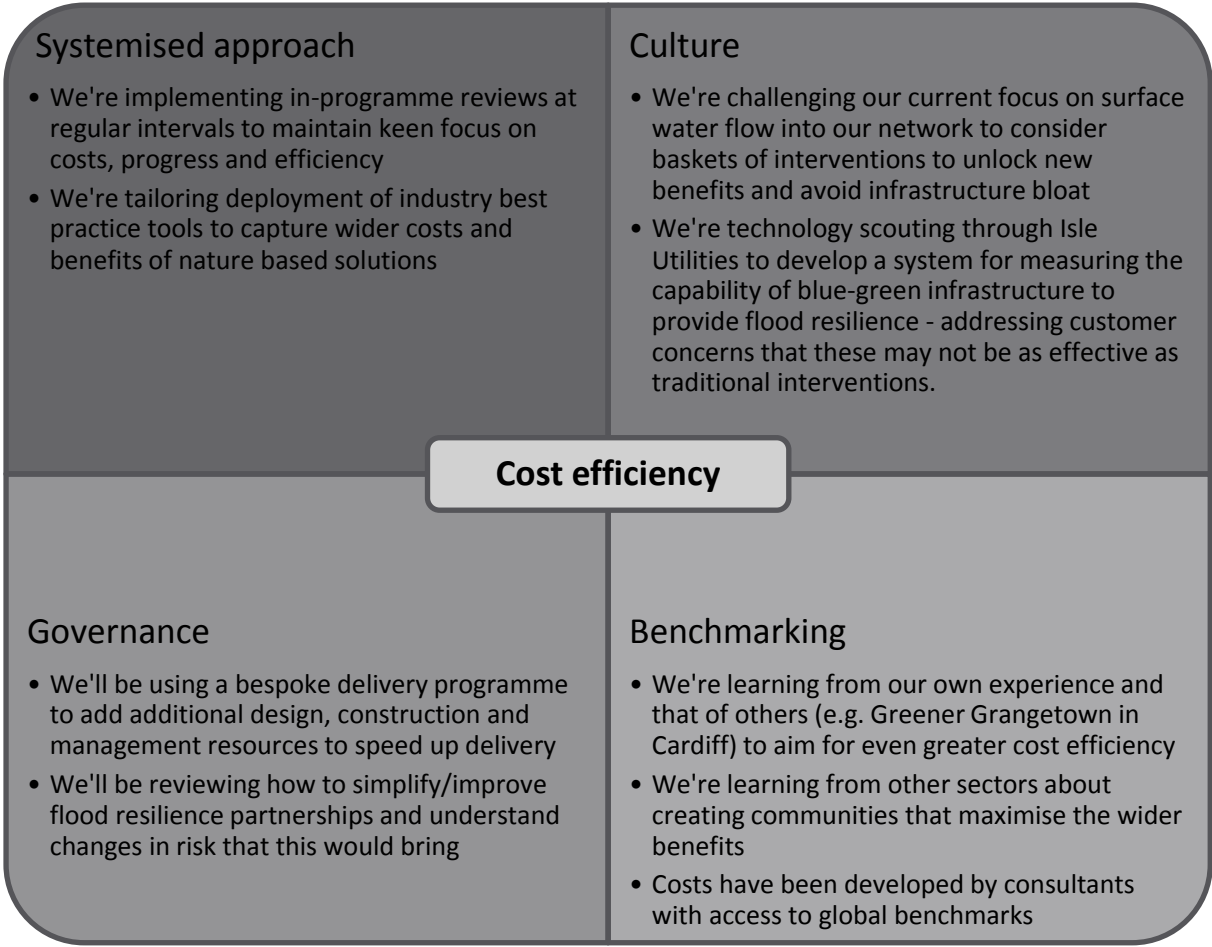 Systemised approach
• We're implementing in-programme reviews at
regular intervals to maintain keen focus on
costs, progress and efficiency
• We're tailoring deployment of industry best
practice tools to capture wider costs and
benefits of nature based solutions
Culture
• We're challenging our current focus on surface
water flow into our network to consider
baskets of interventions to unlock new
benefits and avoid infrastructure bloat
• We're technology scouting through Isle
Utilities to develop a system for measuring the
capability of blue-green infrastructure to
provide flood resilience - addressing customer
concerns that these may not be as effective as
traditional interventions.
Cost efficiency
Governance
• We'll be using a bespoke delivery programme
to add additional design, construction and
management resources to speed up delivery
• We'll be reviewing how to simplify/improve
flood resilience partnerships and understand
changes in risk that this would bring
Benchmarking
• We're learning from our own experience and
that of others (e.g. Greener Grangetown in
Cardiff) to aim for even greater cost efficiency
• We're learning from other sectors about
creating communities that maximise the wider
benefits
• Costs have been developed by consultants
with access to global benchmarks